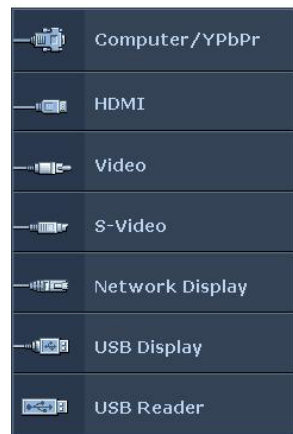 Computer/YPbPr
HDMI
Video
S-Video
Network Display
USB Display
USB Reader